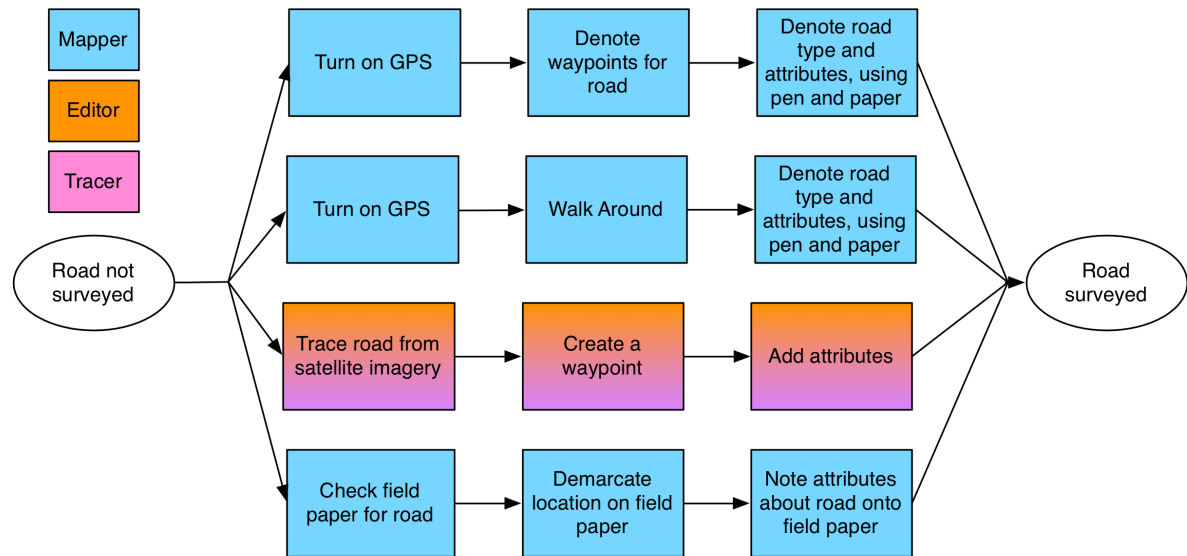 Mapper
Editor
Tracer
Road not
surveyed
Turn on GPS
Denote
waypoints for
road
Denote road
type and
attributes, using
pen and paper
Turn on GPS
Walk Around
Denote road
type and
attributes, using
pen and paper
Trace road from
satellite imagery
Create a
waypoint
Add attributes
Check field
paper for road
Demarcate
location on field
paper
Note attributes
about road onto
field paper
Road
surveyed